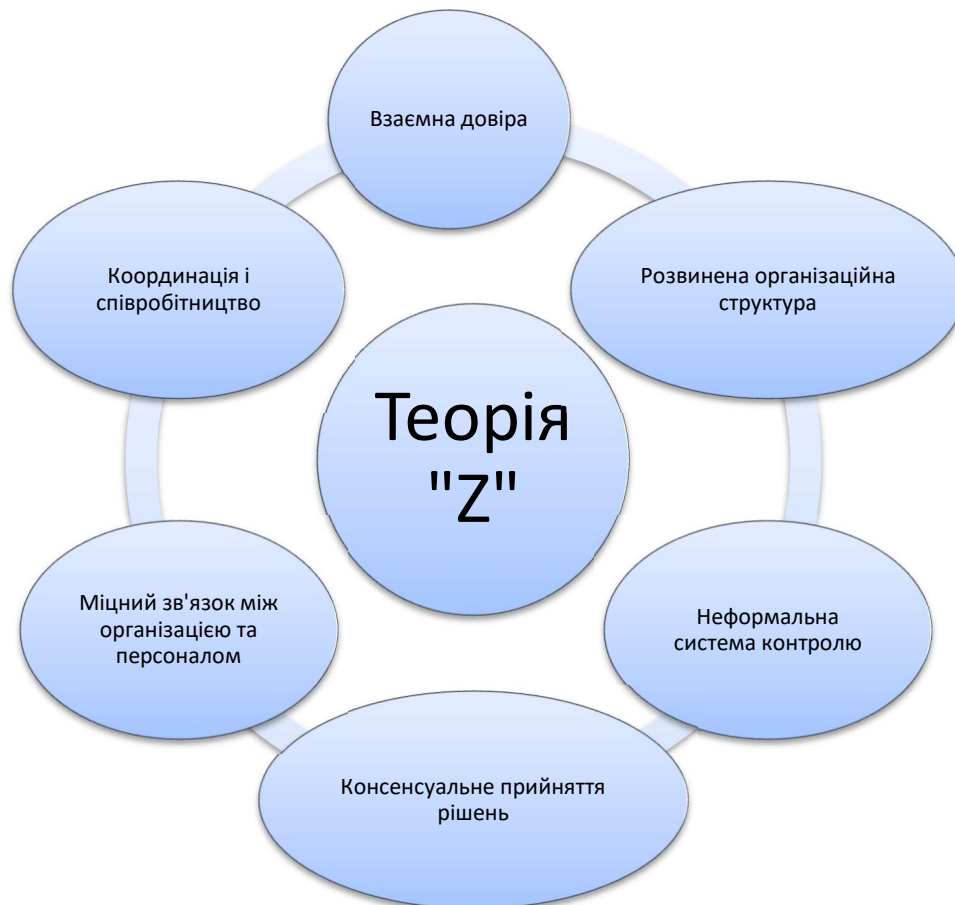 Взаємна довіра
Розвинена організаційна
структура
Неформальна
система контролю
Консенсуальне прийняття
рішень
Міцний зв'язок між
організацією та
персоналом
Координація і
співробітництво
Теорія
"Z"